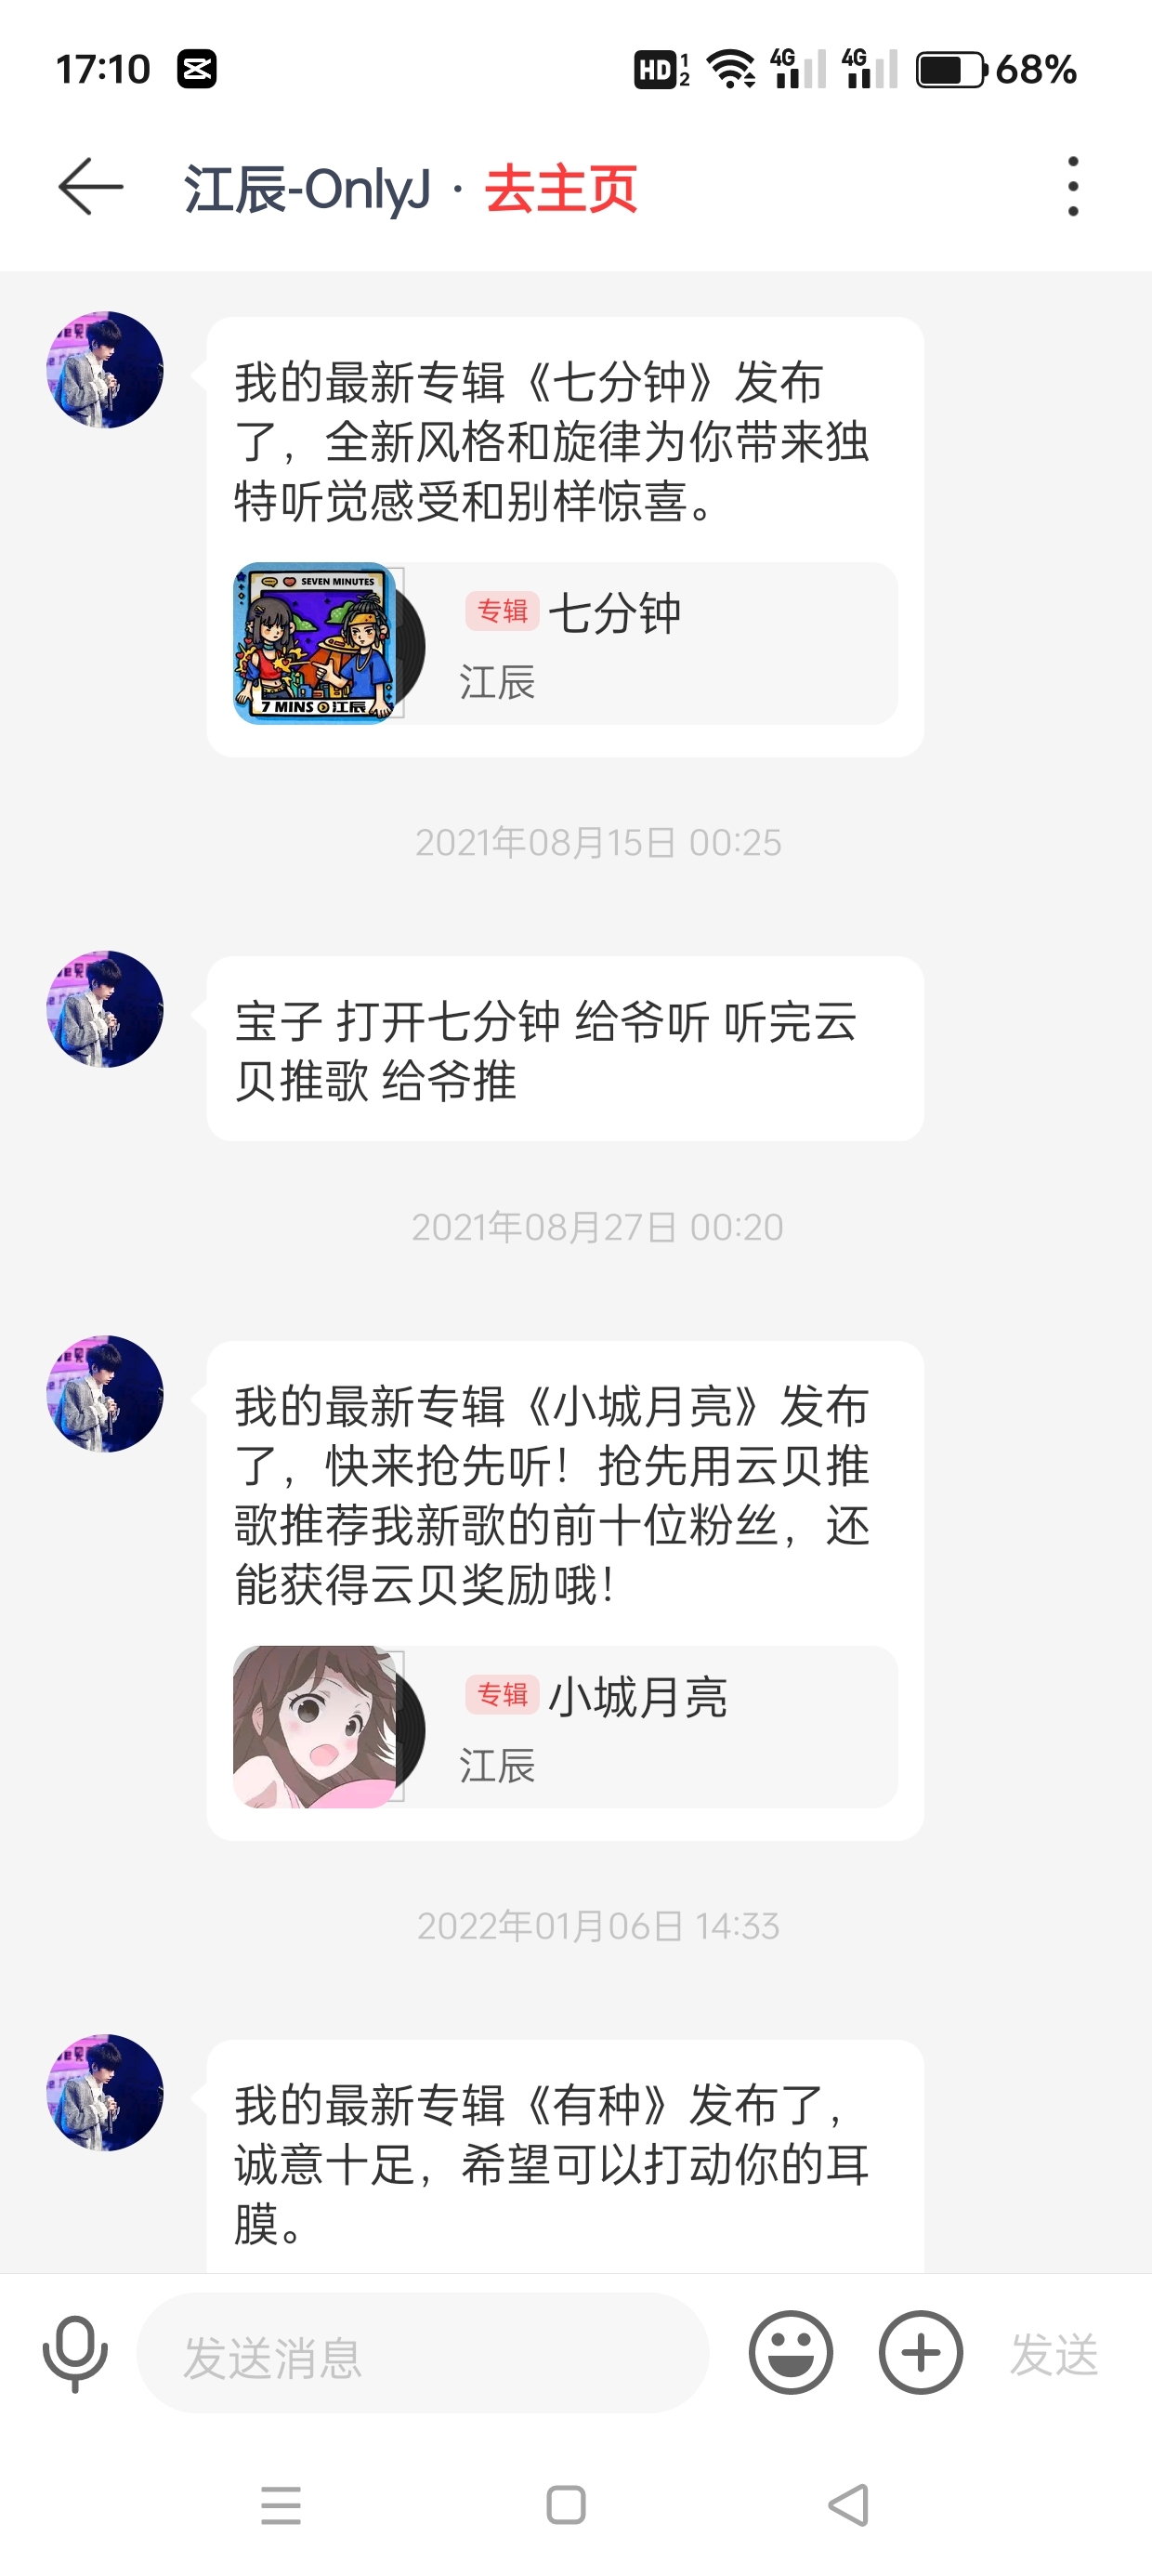 17:10
HD 1 2 4G 4G 68%
江辰-OnlyJ · 去主页
我的最新专辑《七分钟》发布
了，全新风格和旋律为你带来独
特听觉感受和别样惊喜。
SEVEN MINUTES
7 MINS 江辰
专辑 七分钟
江辰
2021年08月15日 00:25
宝子 打开七分钟 给爷听 听完云
贝推歌 给爷推
2021年08月27日 00:20
我的最新专辑《小城月亮》发布
了，快来抢先听！抢先用云贝推
歌推荐我新歌的前十位粉丝，还
能获得云贝奖励哦！
专辑 小城月亮
江辰
2022年01月06日 14:33
我的最新专辑《有种》发布了，
诚意十足，希望可以打动你的耳
膜。
发送消息
发送